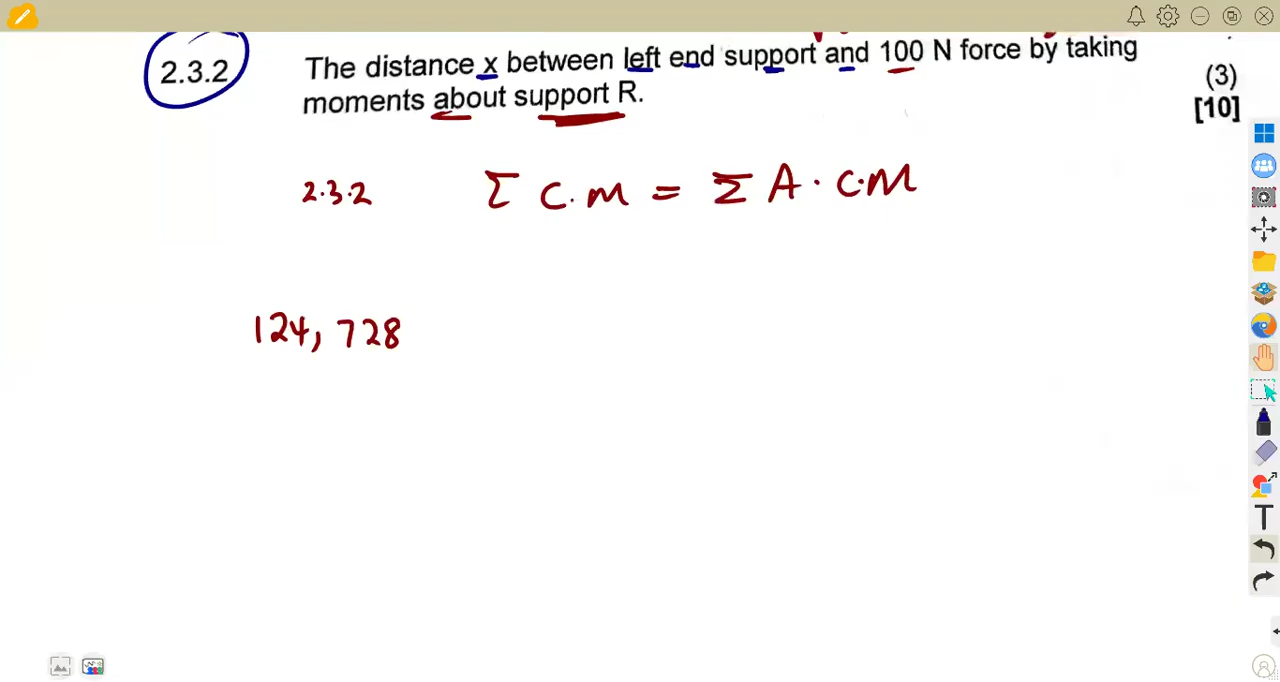 2.3.2 The distance x between left end support and 100 N force by taking
moments about support R.
(3)
[10]
2.3.2 Σ C.M = Σ A.C.M
124,728